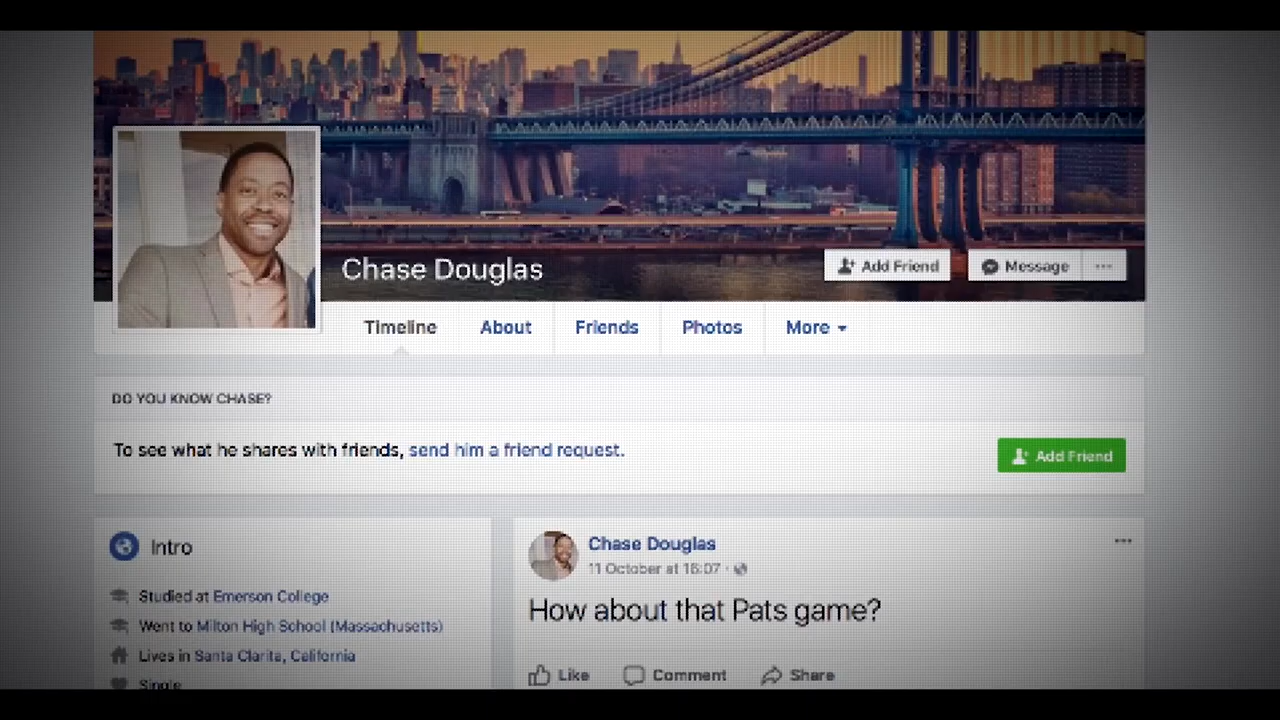 Chase Douglas
Add Friend
Message
Timeline
About
Friends
Photos
More
DO YOU KNOW CHASE?
To see what he shares with friends, send him a friend request.
Add Friend
Intro
Studied at Emerson College
Went to Milton High School (Massachusetts)
Lives in Santa Clarita, California
Single
Chase Douglas
11 October at 16:07
How about that Pats game?
Like
Comment
Share